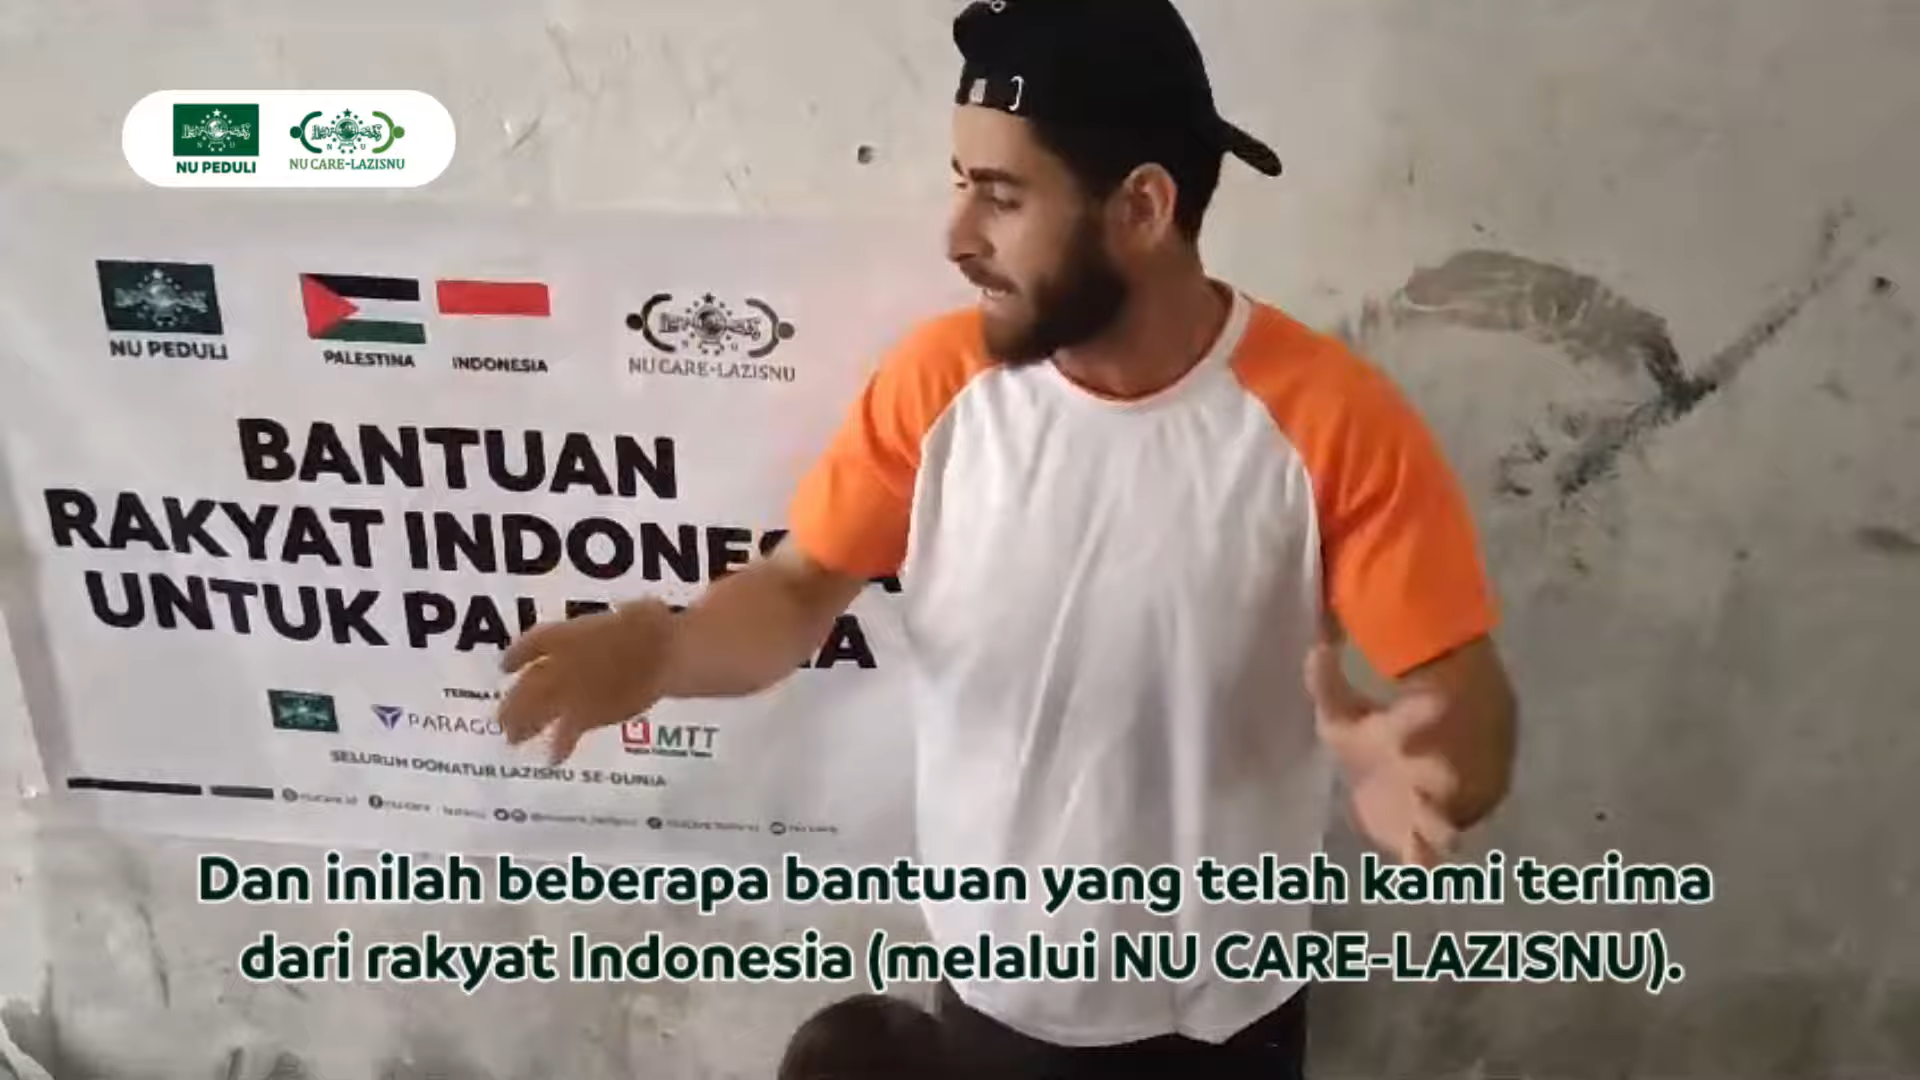 NU PEDULI
NU CARE-LAZISNU
NU PEDULI
PALESTINA
INDONESIA
NU CARE-LAZISNU
BANTUAN
RAKYAT INDONES A
UNTUK PAL A
TERIMA
PARAGO
MTT
SELURUH DONATUR LAZISNU SE-DUNIA
Dan inilah beberapa bantuan yang telah kami terima
dari rakyat Indonesia (melalui NU CARE-LAZISNU).